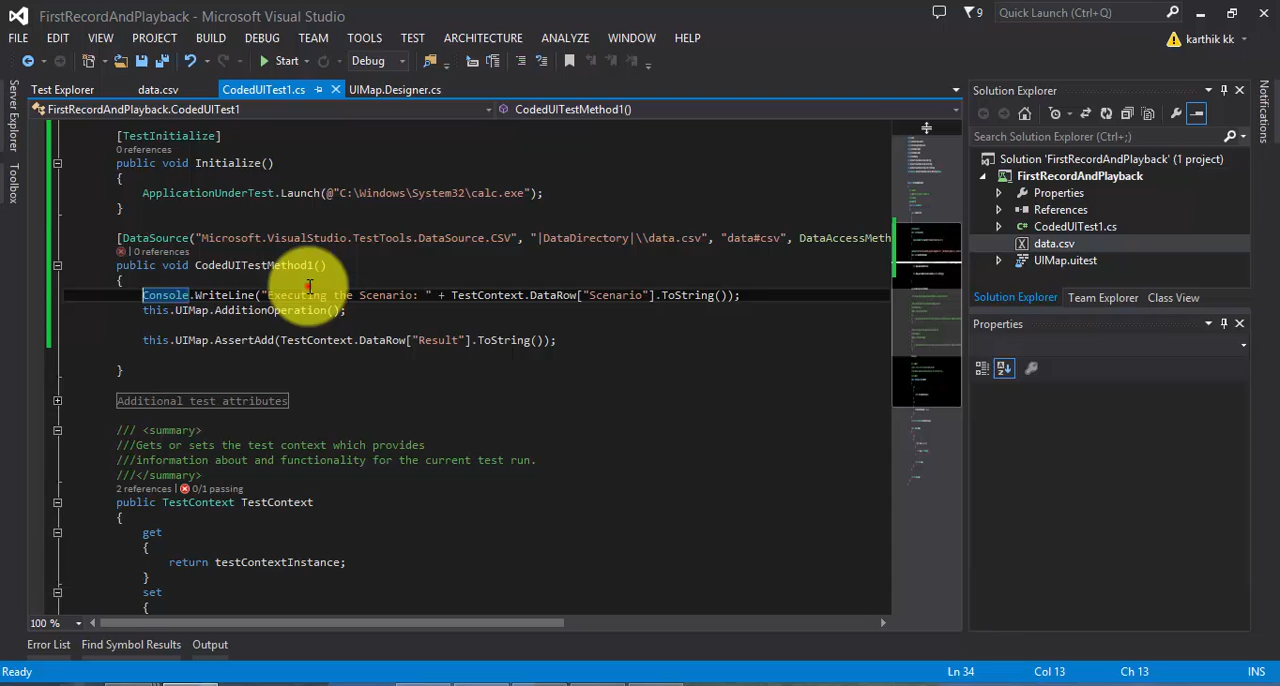 FirstRecordAndPlayback - Microsoft Visual Studio
9
Quick Launch (Ctrl+Q)
FILE EDIT VIEW PROJECT BUILD DEBUG TEAM TOOLS TEST ARCHITECTURE ANALYZE WINDOW HELP
karthik kk
Start
Debug
Server Explorer
Toolbox
Test Explorer
data.csv
CodedUITest1.cs
UIMap.Designer.cs
FirstRecordAndPlayback.CodedUITest1
CodedUITestMethod1()
[TestInitialize]
0 references
public void Initialize()
{
ApplicationUnderTest.Launch(@"C:\Windows\System32\calc.exe");
}
[DataSource("Microsoft.VisualStudio.TestTools.DataSource.CSV", "|DataDirectory|\\data.csv", "data#csv", DataAccessMeth
0 references
public void CodedUITestMethod1()
{
Console.WriteLine("Executing the Scenario: " + TestContext.DataRow["Scenario"].ToString());
this.UIMap.AdditionOperation();
this.UIMap.AssertAdd(TestContext.DataRow["Result"].ToString());
}
Additional test attributes
/// <summary>
///Gets or sets the test context which provides
///information about and functionality for the current test run.
///</summary>
2 references | 0/1 passing
public TestContext TestContext
{
get
{
return testContextInstance;
}
set
{
100 %
Solution Explorer
Search Solution Explorer (Ctrl+;)
Solution 'FirstRecordAndPlayback' (1 project)
FirstRecordAndPlayback
Properties
References
CodedUITest1.cs
data.csv
UIMap.uitest
Solution Explorer Team Explorer Class View
Properties
Notifications
Error List Find Symbol Results Output
Ready
Ln 34 Col 13 Ch 13 INS